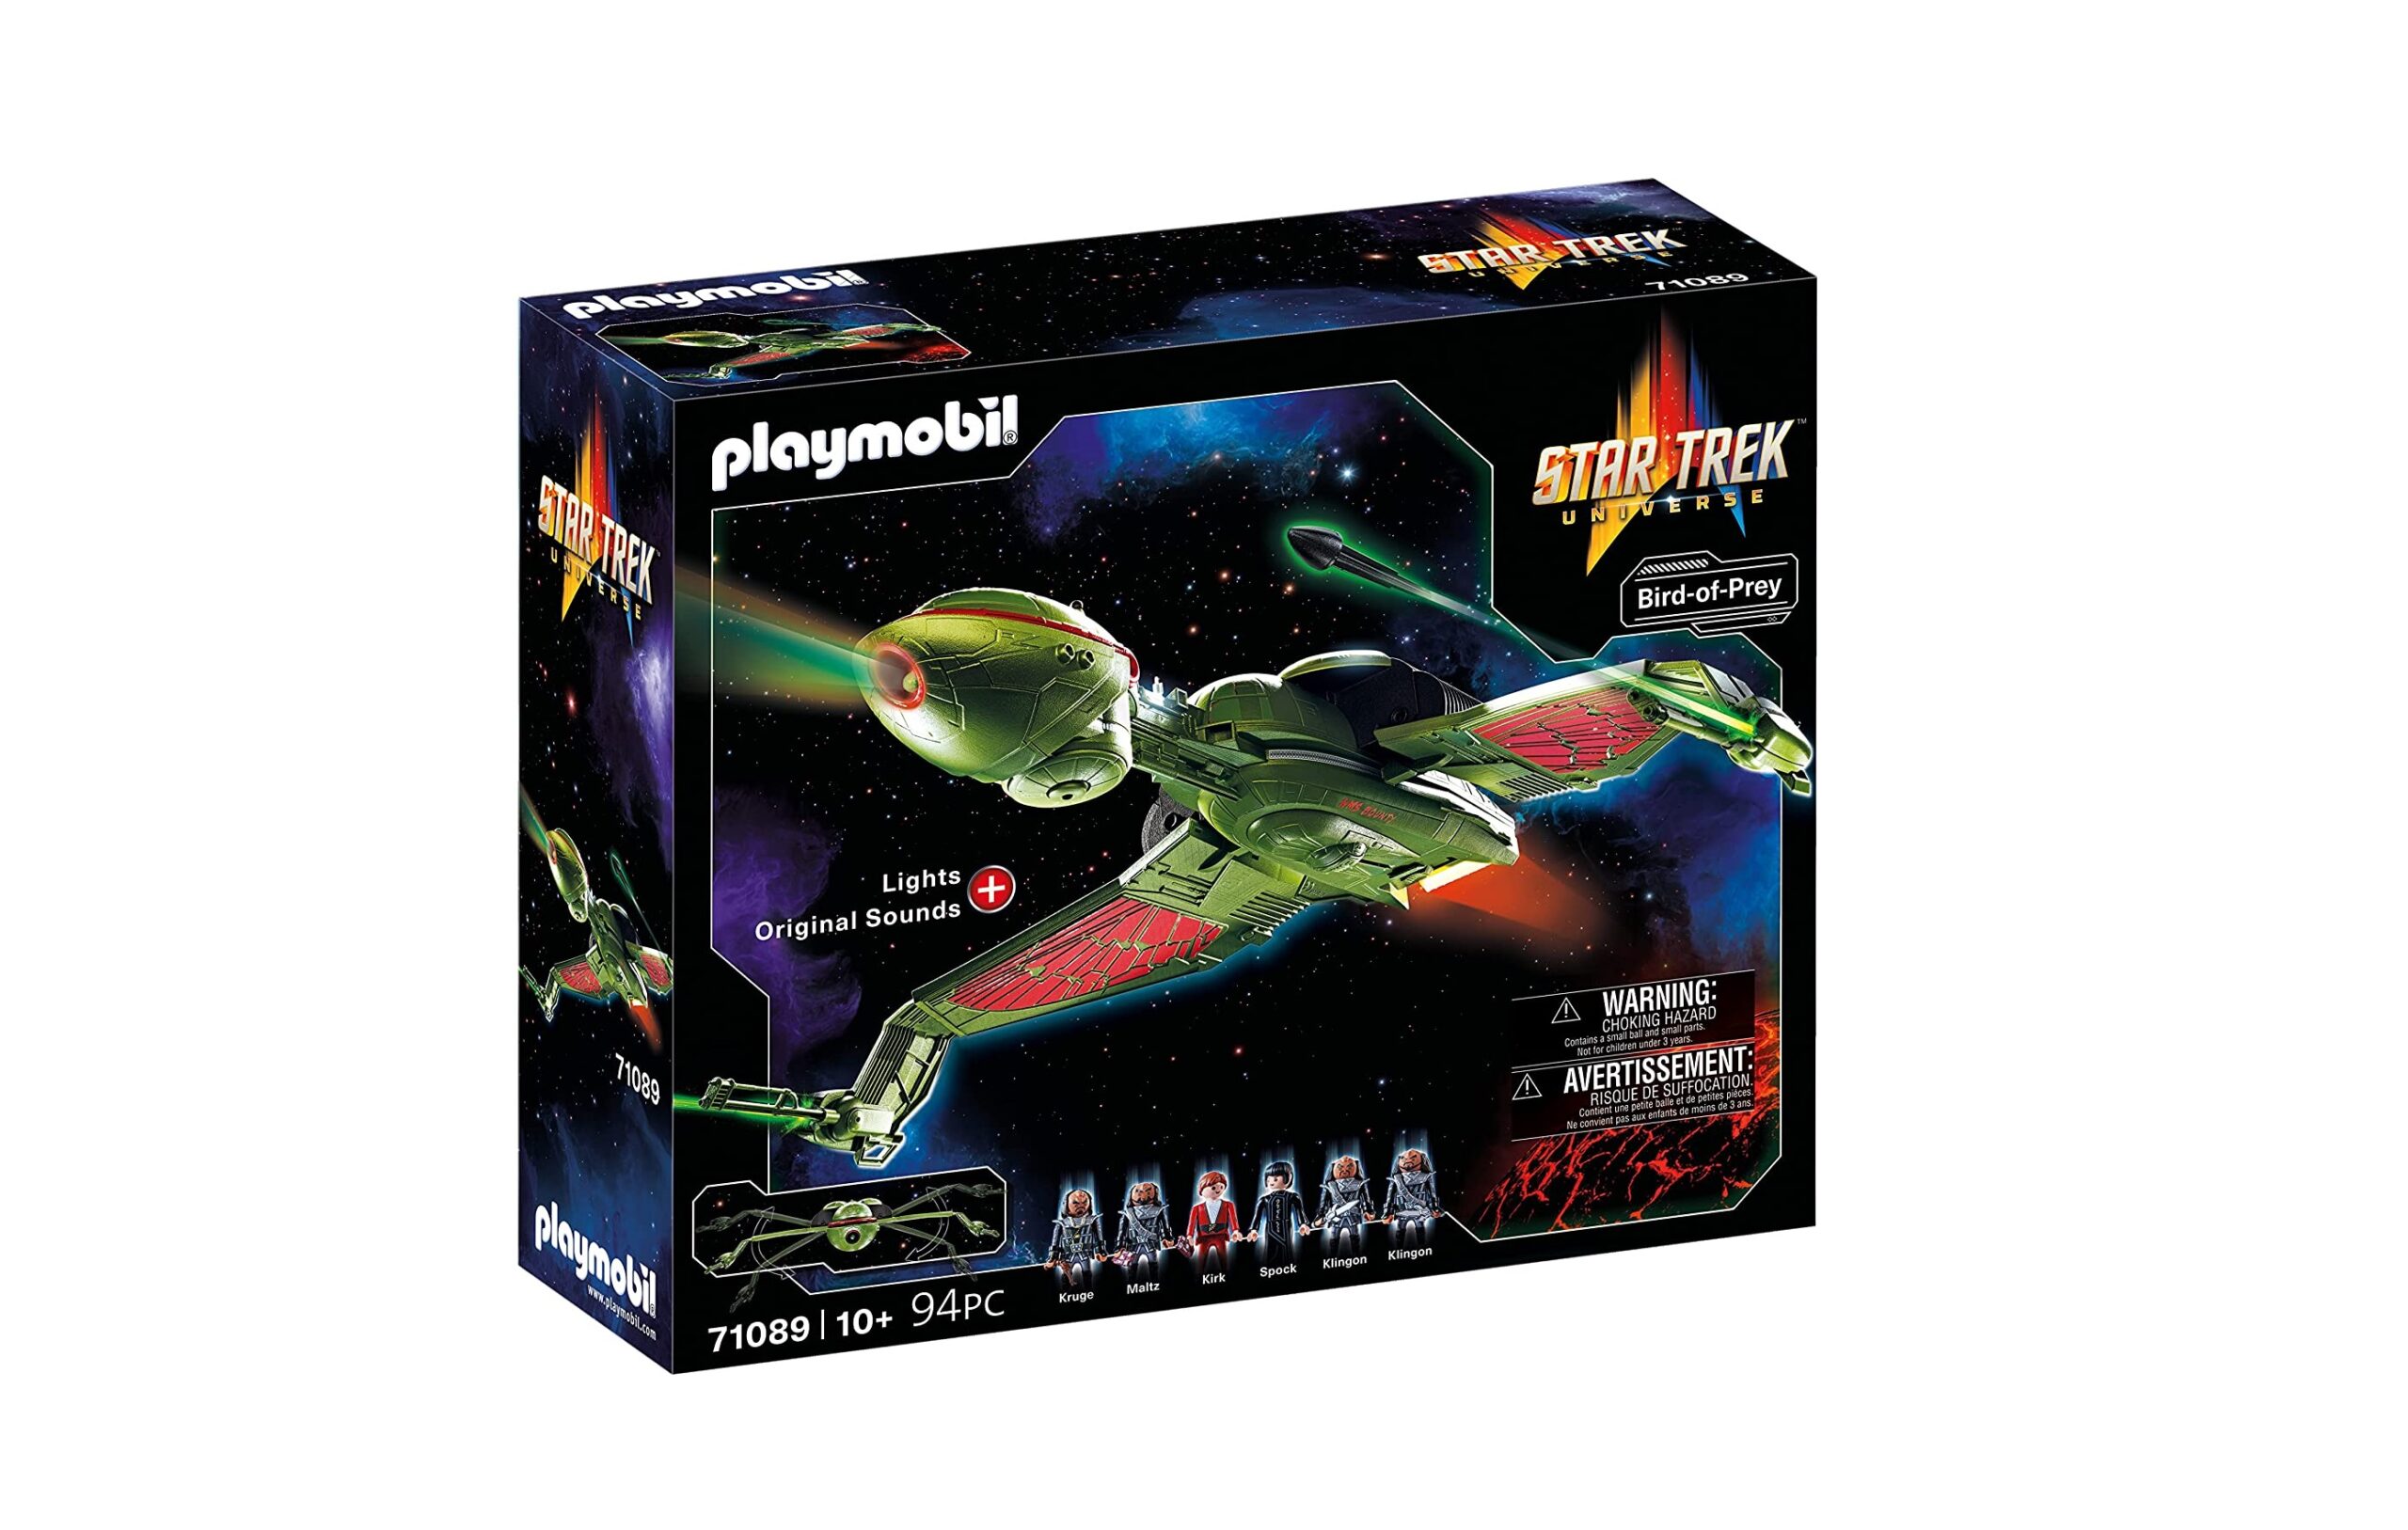 playmobil
STAR TREK
UNIVERSE
71089
playmobil®
STAR TREK™
UNIVERSE
Bird-of-Prey
STAR TREK
UNIVERSE
HMS BOUNTY
Lights
Original Sounds
+
WARNING:
CHOKING HAZARD
Contains a small ball and small parts.
Not for children under 3 years.
AVERTISSEMENT:
RISQUE DE SUFFOCATION.
Contient une petite balle et de petites pièces.
Ne convient pas aux enfants de moins de 3 ans.
71089
playmobil®
www.playmobil.com
Kruge
Maltz
Kirk
Spock
Klingon
Klingon
71089 | 10+ 94PC